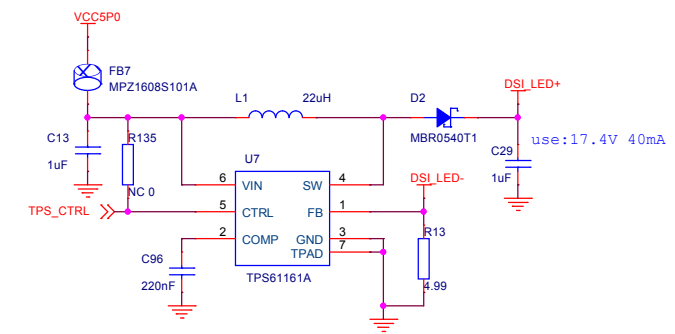 VCC5P0
FB7
MPZ1608S101A
L1 22uH D2
DSI_LED+
C13
1uF
R135
MBR0540T1
use:17.4V 40mA
C29
1uF
U7
6 VIN SW 4
DSI_LED-
NC 0
TPS_CTRL 5 CTRL FB 1
2 COMP GND 3
TPAD 7
R13
C96
220nF
TPS61161A
4.99